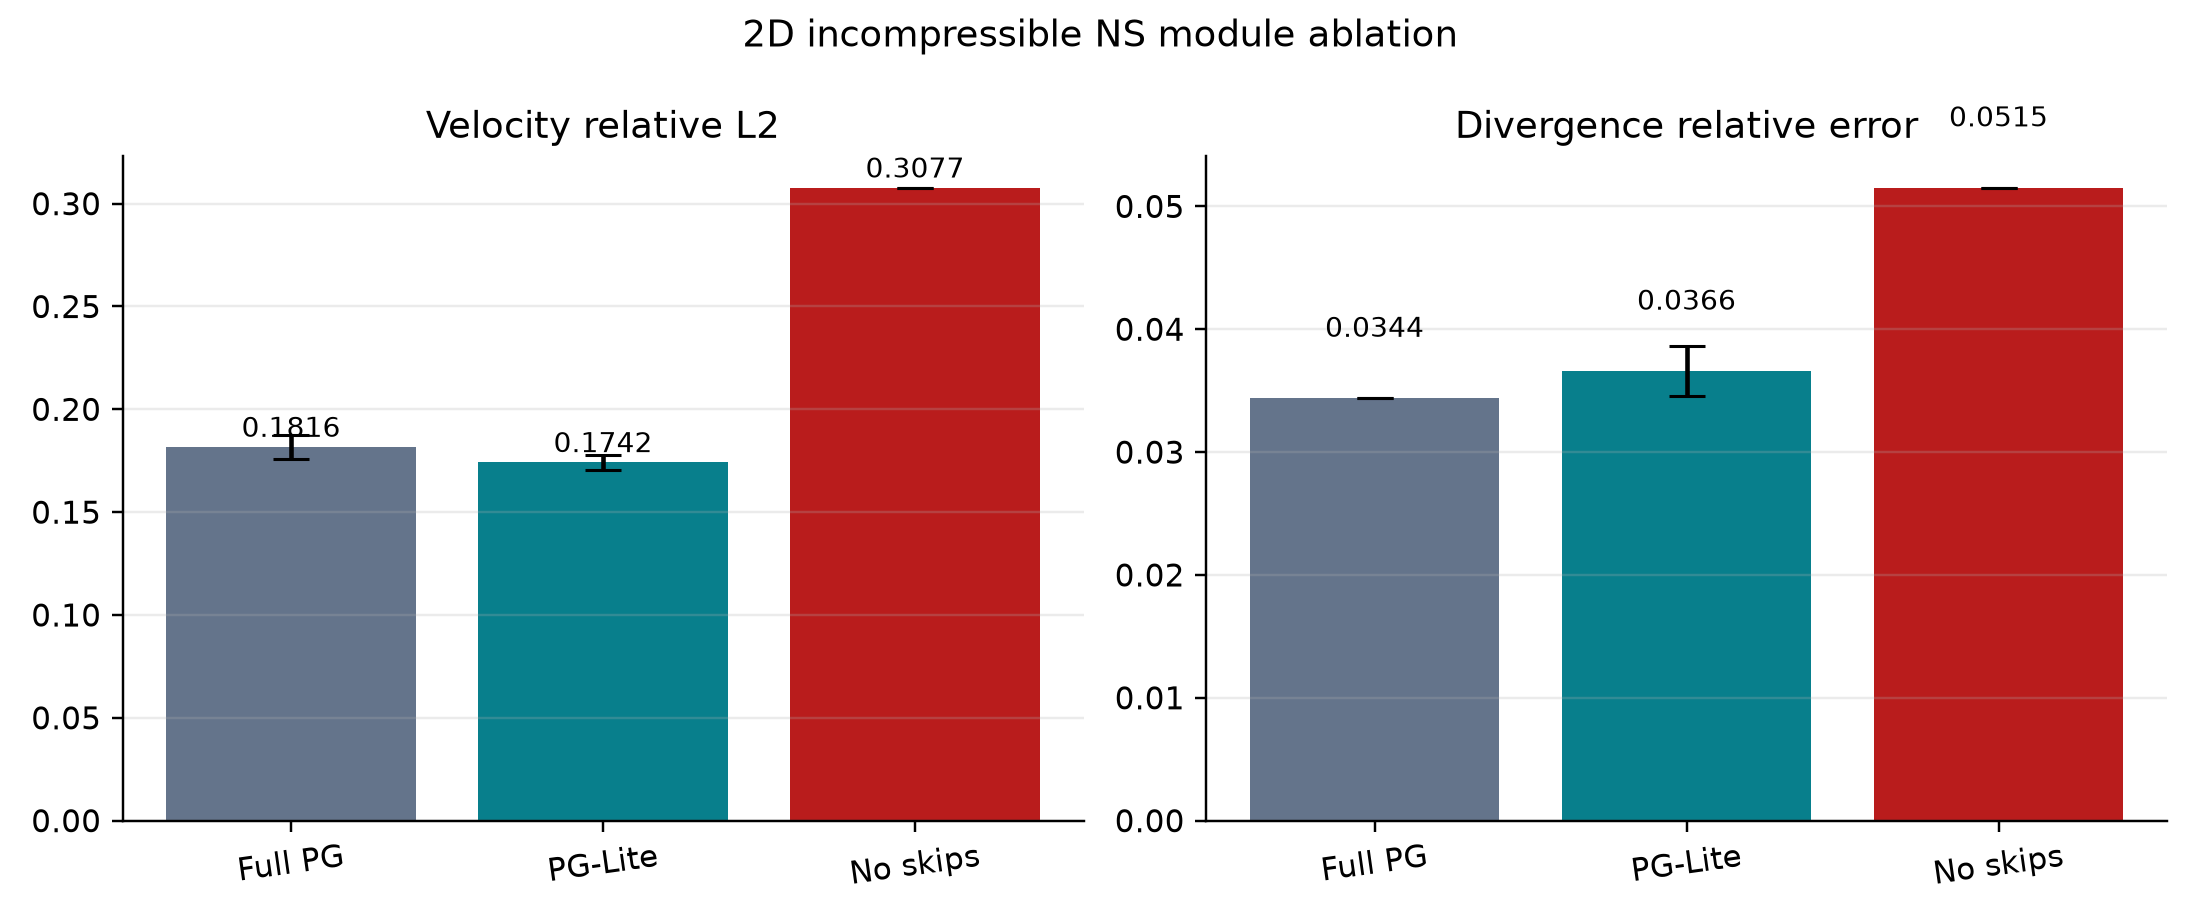 2D incompressible NS module ablation
Velocity relative L2
0.30
0.25
0.20
0.15
0.10
0.05
0.00
0.1816
0.1742
0.3077
Full PG
PG-Lite
No skips
Divergence relative error
0.05
0.04
0.03
0.02
0.01
0.00
0.0344
0.0366
0.0515
Full PG
PG-Lite
No skips